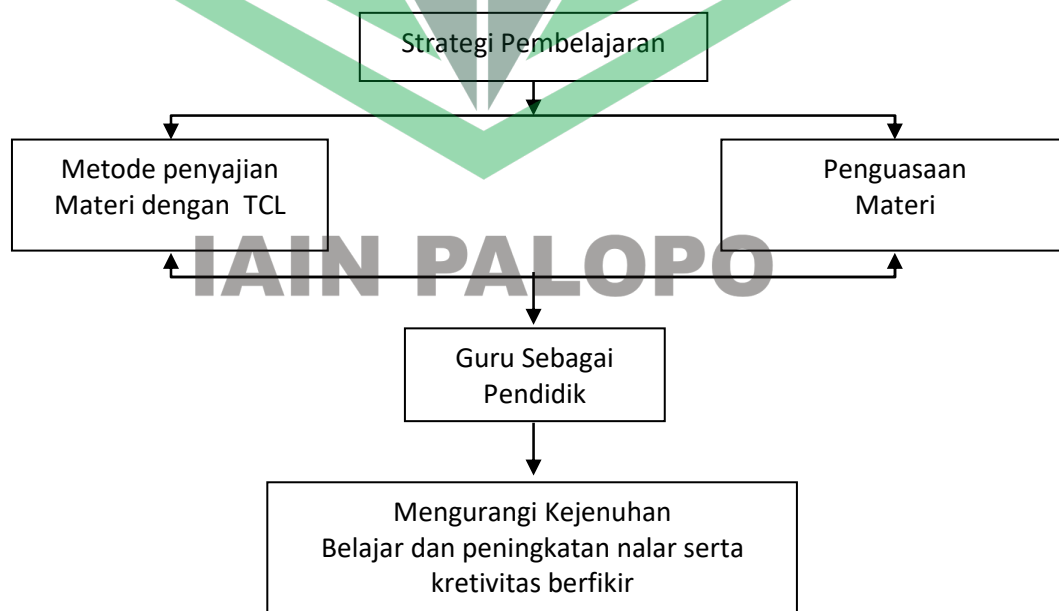 Strategi Pembelajaran
Metode penyajian
Materi dengan TCL
Penguasaan
Materi
IAIN PALOPO
Guru Sebagai
Pendidik
Mengurangi Kejenuhan
Belajar dan peningkatan nalar serta
kretivitas berfikir